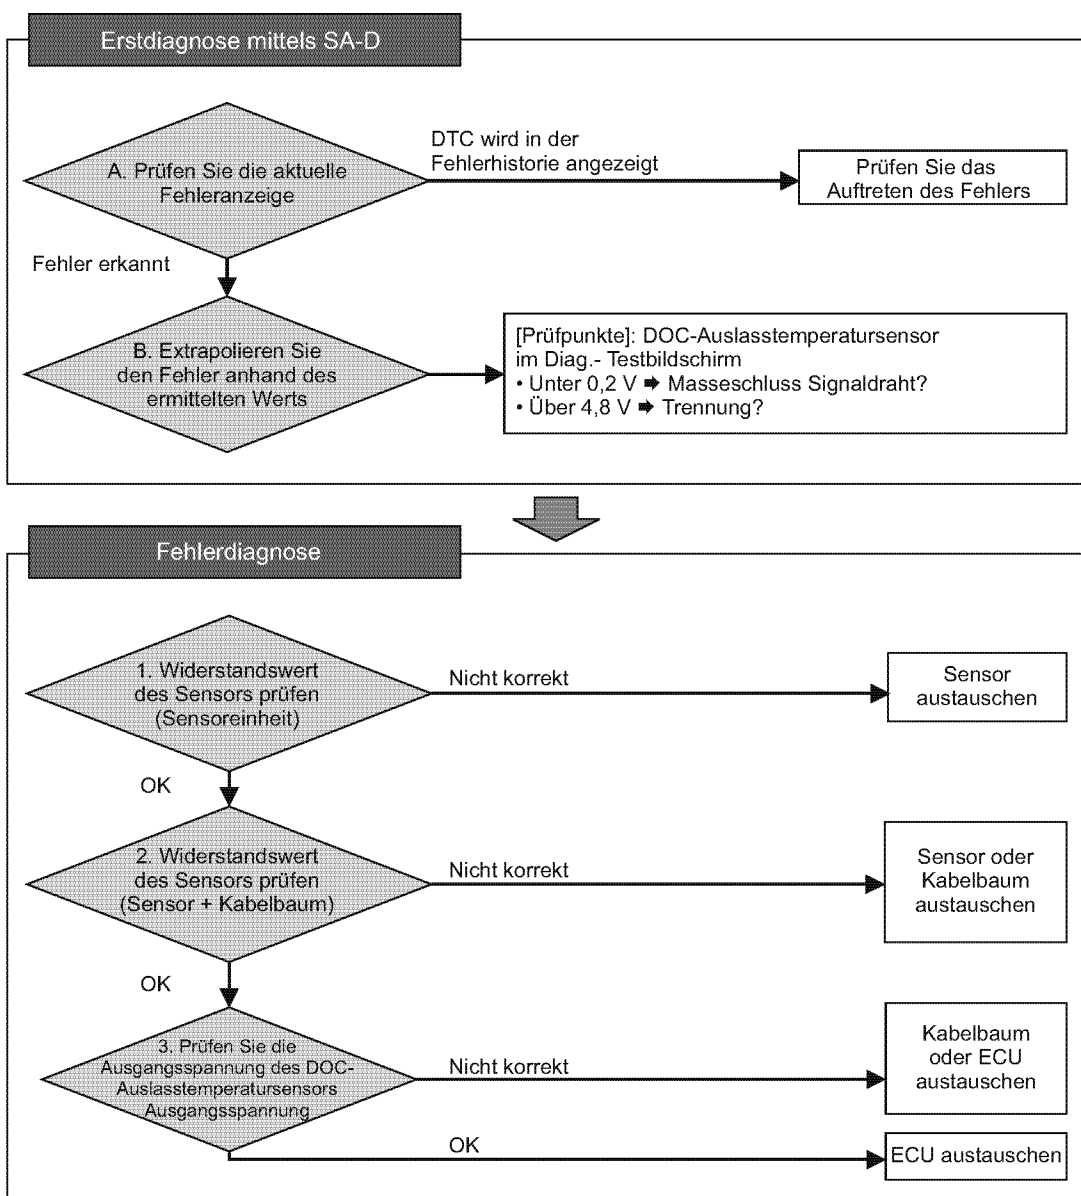 Erstdiagnose mittels SA-D
A. Prüfen Sie die aktuelle
Fehleranzeige
DTC wird in der
Fehlerhistorie angezeigt
Prüfen Sie das
Auftreten des Fehlers
Fehler erkannt
B. Extrapolieren Sie
den Fehler anhand des
ermittelten Werts
[Prüfpunkte]: DOC-Auslasstemperatursensor
im Diag.- Testbildschirm
• Unter 0,2 V ➡ Masseschluss Signaldraht?
• Über 4,8 V ➡ Trennung?
Fehlerdiagnose
1. Widerstandswert
des Sensors prüfen
(Sensoreinheit)
Nicht korrekt
Sensor
austauschen
OK
2. Widerstandswert
des Sensors prüfen
(Sensor + Kabelbaum)
Nicht korrekt
Sensor oder
Kabelbaum
austauschen
OK
3. Prüfen Sie die
Ausgangsspannung des DOC-
Auslasstemperatursensors
Ausgangsspannung
Nicht korrekt
Kabelbaum
oder ECU
austauschen
OK
ECU austauschen